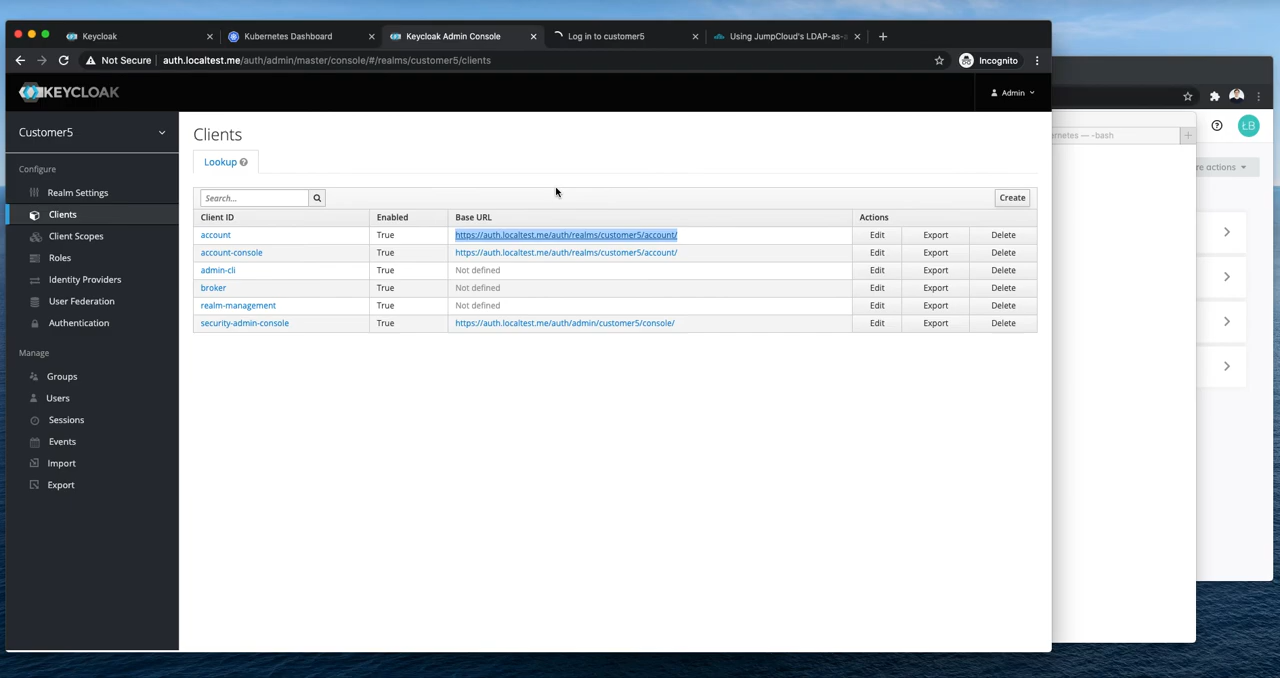 Keycloak
Kubernetes Dashboard
Keycloak Admin Console
Log in to customer5
Using JumpCloud's LDAP-as-a
Not Secure
auth.localtest.me/auth/admin/master/console/#/realms/customer5/clients
Incognito
KEYCLOAK
Admin
Customer5
Configure
Realm Settings
Clients
Client Scopes
Roles
Identity Providers
User Federation
Authentication
Manage
Groups
Users
Sessions
Events
Import
Export
Clients
Lookup
Search...
Create
Client ID Enabled Base URL Actions
account True https://auth.localtest.me/auth/realms/customer5/account/ Edit Export Delete
account-console True https://auth.localtest.me/auth/realms/customer5/account/ Edit Export Delete
admin-cli True Not defined Edit Export Delete
broker True Not defined Edit Export Delete
realm-management True Not defined Edit Export Delete
security-admin-console True https://auth.localtest.me/auth/admin/customer5/console/ Edit Export Delete
ernetes — -bash
ŁB
re actions